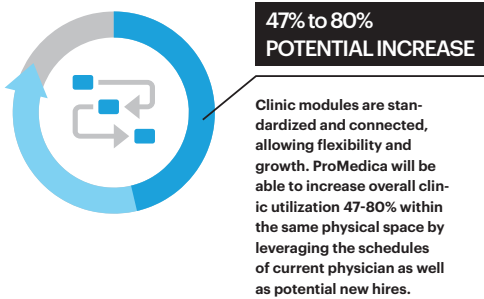 47% to 80%
POTENTIAL INCREASE
Clinic modules are stan-
dardized and connected,
allowing flexibility and
growth. ProMedica will be
able to increase overall clin-
ic utilization 47-80% within
the same physical space by
leveraging the schedules
of current physician as well
as potential new hires.